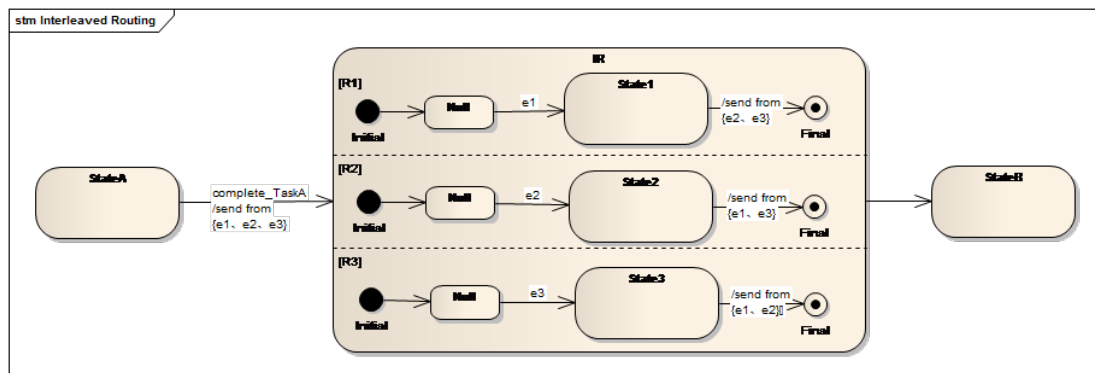 stm Interleaved Routing
IR
[R1]
State1
Null
e1
/send from
{e2、e3}
Initial
Final
StateA
complete_TaskA
/send from
{e1、e2、e3}
[R2]
State2
Null
e2
/send from
{e1、e3}
Initial
Final
StateB
[R3]
State3
Null
e3
/send from
{e1、e2}[]
Initial
Final